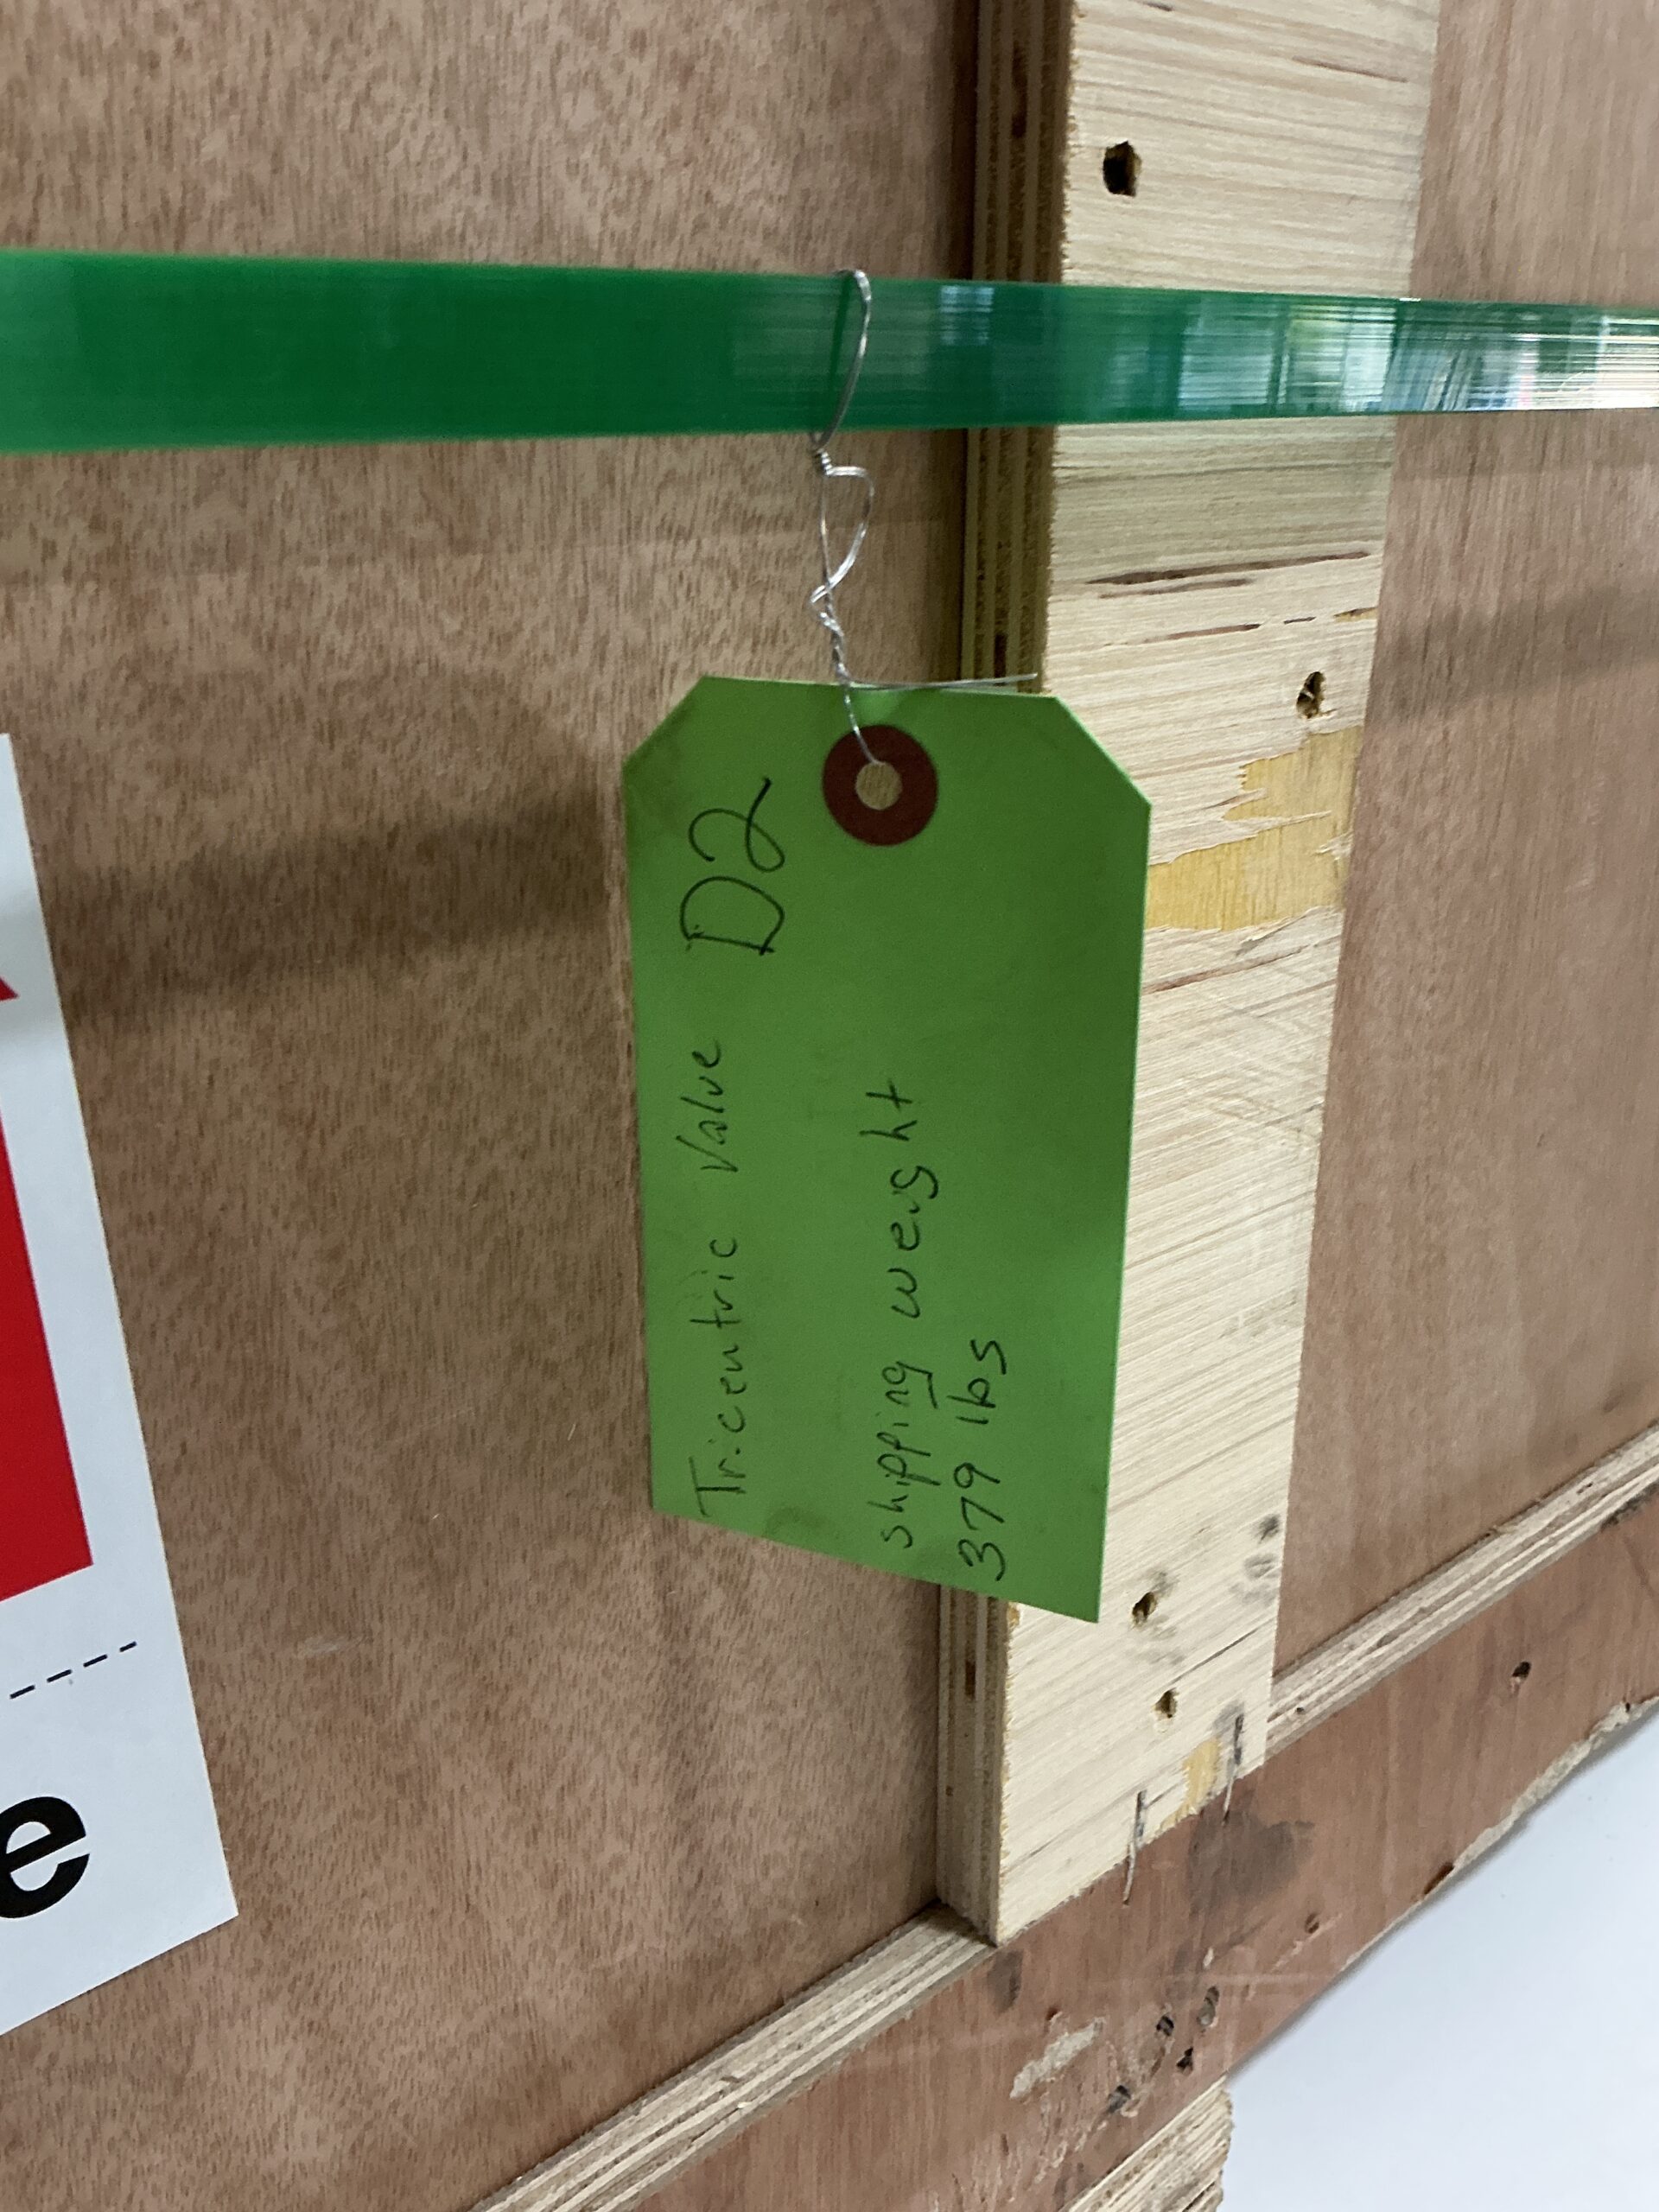 Tricentric Valve D2
shipping weight
379 lbs
e